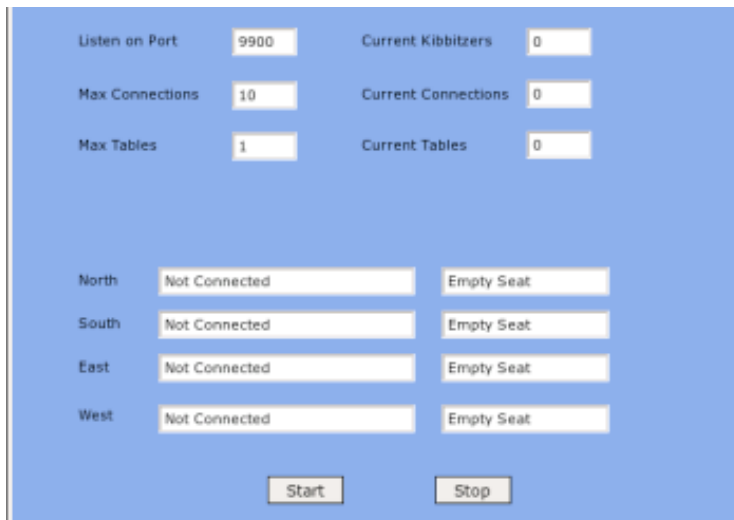 Listen on Port 9900 Current Kibbitzers 0
Max Connections 10 Current Connections 0
Max Tables 1 Current Tables 0
North Not Connected Empty Seat
South Not Connected Empty Seat
East Not Connected Empty Seat
West Not Connected Empty Seat
Start Stop